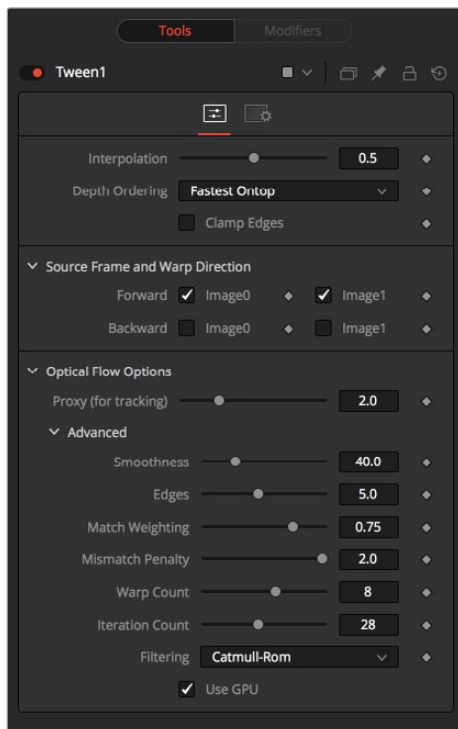 Tools Modifiers
Tween1
Interpolation 0.5
Depth Ordering Fastest Ontop
Clamp Edges
Source Frame and Warp Direction
Forward Image0 Image1
Backward Image0 Image1
Optical Flow Options
Proxy (for tracking) 2.0
Advanced
Smoothness 40.0
Edges 5.0
Match Weighting 0.75
Mismatch Penalty 2.0
Warp Count 8
Iteration Count 28
Filtering Catmull-Rom
Use GPU